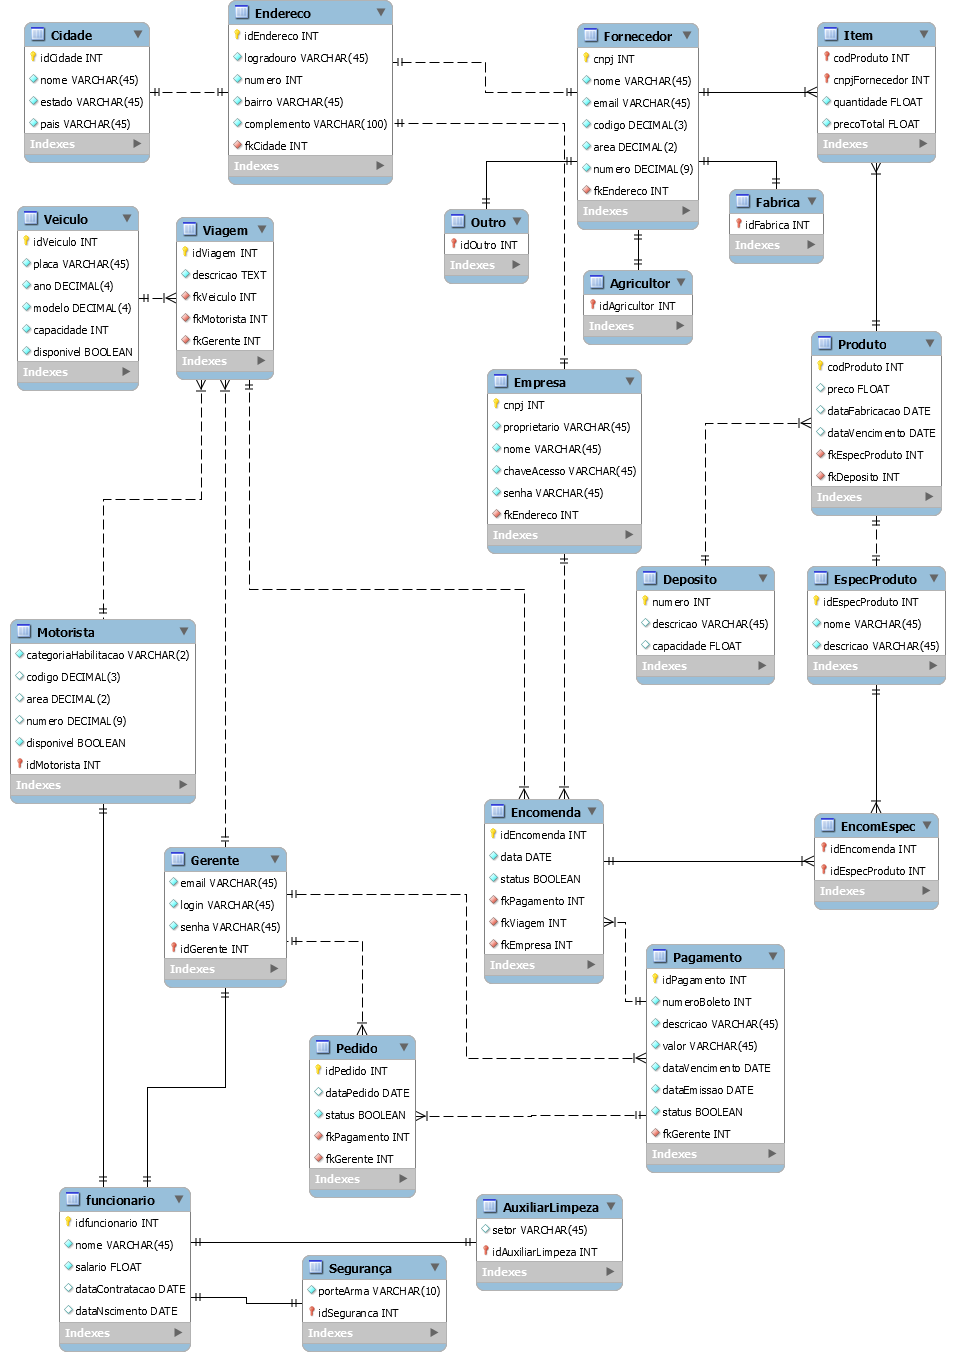 Cidade
idCidade INT
nome VARCHAR(45)
estado VARCHAR(45)
pais VARCHAR(45)
Indexes
Endereco
idEndereco INT
logradouro VARCHAR(45)
numero INT
bairro VARCHAR(45)
complemento VARCHAR(100)
fkCidade INT
Indexes
Fornecedor
cnpj INT
nome VARCHAR(45)
email VARCHAR(45)
codigo DECIMAL(3)
area DECIMAL(2)
numero DECIMAL(9)
fkEndereco INT
Indexes
Item
codProduto INT
cnpjFornecedor INT
quantidade FLOAT
precoTotal FLOAT
Indexes
Veiculo
idVeiculo INT
placa VARCHAR(45)
ano DECIMAL(4)
modelo DECIMAL(4)
capacidade INT
disponivel BOOLEAN
Indexes
Viagem
idViagem INT
descricao TEXT
fkVeiculo INT
fkMotorista INT
fkGerente INT
Indexes
Outro
idOutro INT
Indexes
Fabrica
idFabrica INT
Indexes
Agricultor
idAgricultor INT
Indexes
Empresa
cnpj INT
proprietario VARCHAR(45)
nome VARCHAR(45)
chaveAcesso VARCHAR(45)
senha VARCHAR(45)
fkEndereco INT
Indexes
Produto
codProduto INT
preco FLOAT
dataFabricacao DATE
dataVencimento DATE
fkEspecProduto INT
fkDeposito INT
Indexes
Deposito
numero INT
descricao VARCHAR(45)
capacidade FLOAT
Indexes
EspecProduto
idEspecProduto INT
nome VARCHAR(45)
descricao VARCHAR(45)
Indexes
Motorista
categoriaHabilitacao VARCHAR(2)
codigo DECIMAL(3)
area DECIMAL(2)
numero DECIMAL(9)
disponivel BOOLEAN
idMotorista INT
Indexes
Gerente
email VARCHAR(45)
login VARCHAR(45)
senha VARCHAR(45)
idGerente INT
Indexes
Encomenda
idEncomenda INT
data DATE
status BOOLEAN
fkPagamento INT
fkViagem INT
fkEmpresa INT
Indexes
EncomEspec
idEncomenda INT
idEspecProduto INT
Indexes
Pagamento
idPagamento INT
numeroBoleto INT
descricao VARCHAR(45)
valor VARCHAR(45)
dataVencimento DATE
dataEmissao DATE
status BOOLEAN
fkGerente INT
Indexes
Pedido
idPedido INT
dataPedido DATE
status BOOLEAN
fkPagamento INT
fkGerente INT
Indexes
funcionario
idfuncionario INT
nome VARCHAR(45)
salario FLOAT
dataContratacao DATE
dataNscimento DATE
Indexes
AuxiliarLimpeza
setor VARCHAR(45)
idAuxiliarLimpeza INT
Indexes
Segurança
porteArma VARCHAR(10)
idSeguranca INT
Indexes